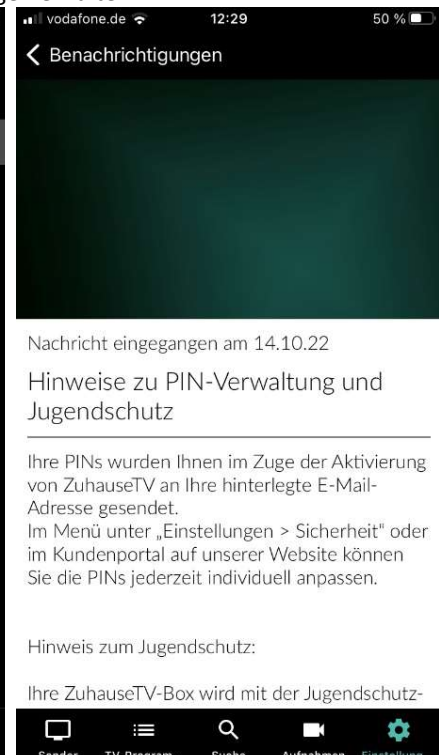 vodafone.de 12:29 50 %
Benachrichtigungen
Nachricht eingegangen am 14.10.22
Hinweise zu PIN-Verwaltung und
Jugendschutz
Ihre PINs wurden Ihnen im Zuge der Aktivierung
von ZuhauseTV an Ihre hinterlegte E-Mail-
Adresse gesendet.
Im Menü unter „Einstellungen > Sicherheit" oder
im Kundenportal auf unserer Website können
Sie die PINs jederzeit individuell anpassen.
Hinweis zum Jugendschutz:
Ihre ZuhauseTV-Box wird mit der Jugendschutz-
Sender TV-Program Suche Aufnahmen Einstellung